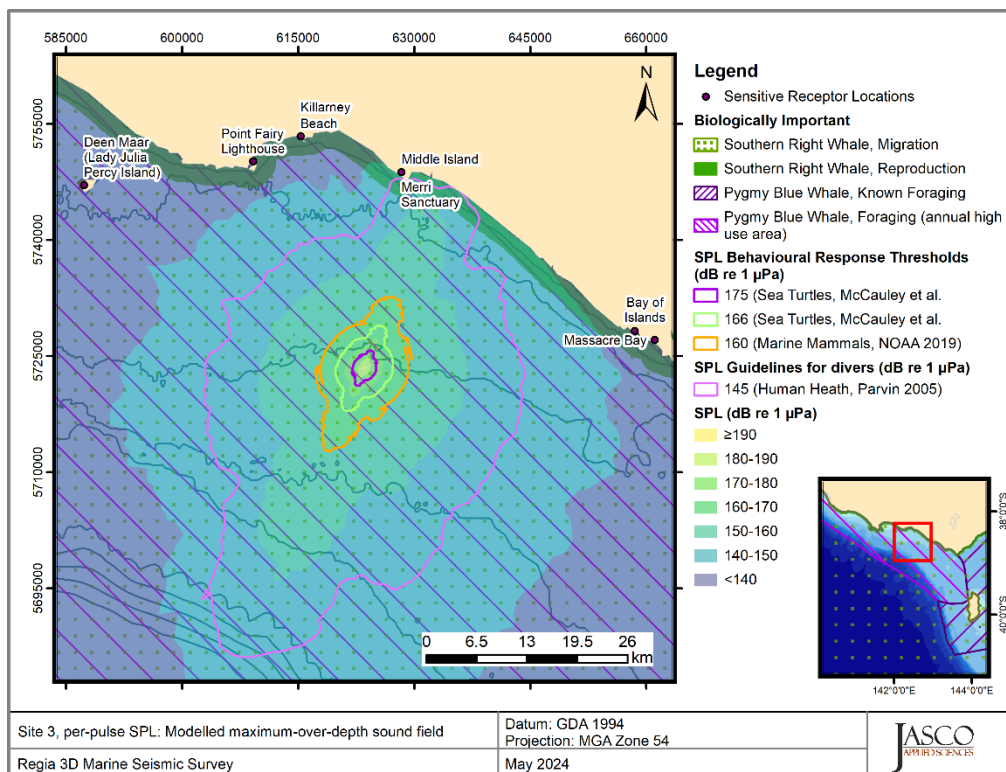 585000 600000 615000 630000 645000 660000
5755000
5740000
5725000
5710000
5695000
N
Killarney
Beach
Point Fairy
Lighthouse
Deen Maar
(Lady Julia
Percy Island)
Middle Island
Merri
Sanctuary
Bay of
Islands
Massacre Bay
0 6.5 13 19.5 26
km
Legend
Sensitive Receptor Locations
Biologically Important
Southern Right Whale, Migration
Southern Right Whale, Reproduction
Pygmy Blue Whale, Known Foraging
Pygmy Blue Whale, Foraging (annual high
use area)
SPL Behavioural Response Thresholds
(dB re 1 µPa)
175 (Sea Turtles, McCauley et al.
166 (Sea Turtles, McCauley et al.
160 (Marine Mammals, NOAA 2019)
SPL Guidelines for divers (dB re 1 µPa)
145 (Human Heath, Parvin 2005)
SPL (dB re 1 µPa)
≥190
180-190
170-180
160-170
150-160
140-150
<140
38°0'0"S
40°0'0"S
142°0'0"E 144°0'0"E
Site 3, per-pulse SPL: Modelled maximum-over-depth sound field
Regia 3D Marine Seismic Survey
Datum: GDA 1994
Projection: MGA Zone 54
May 2024
JASCO
APPLIED SCIENCES